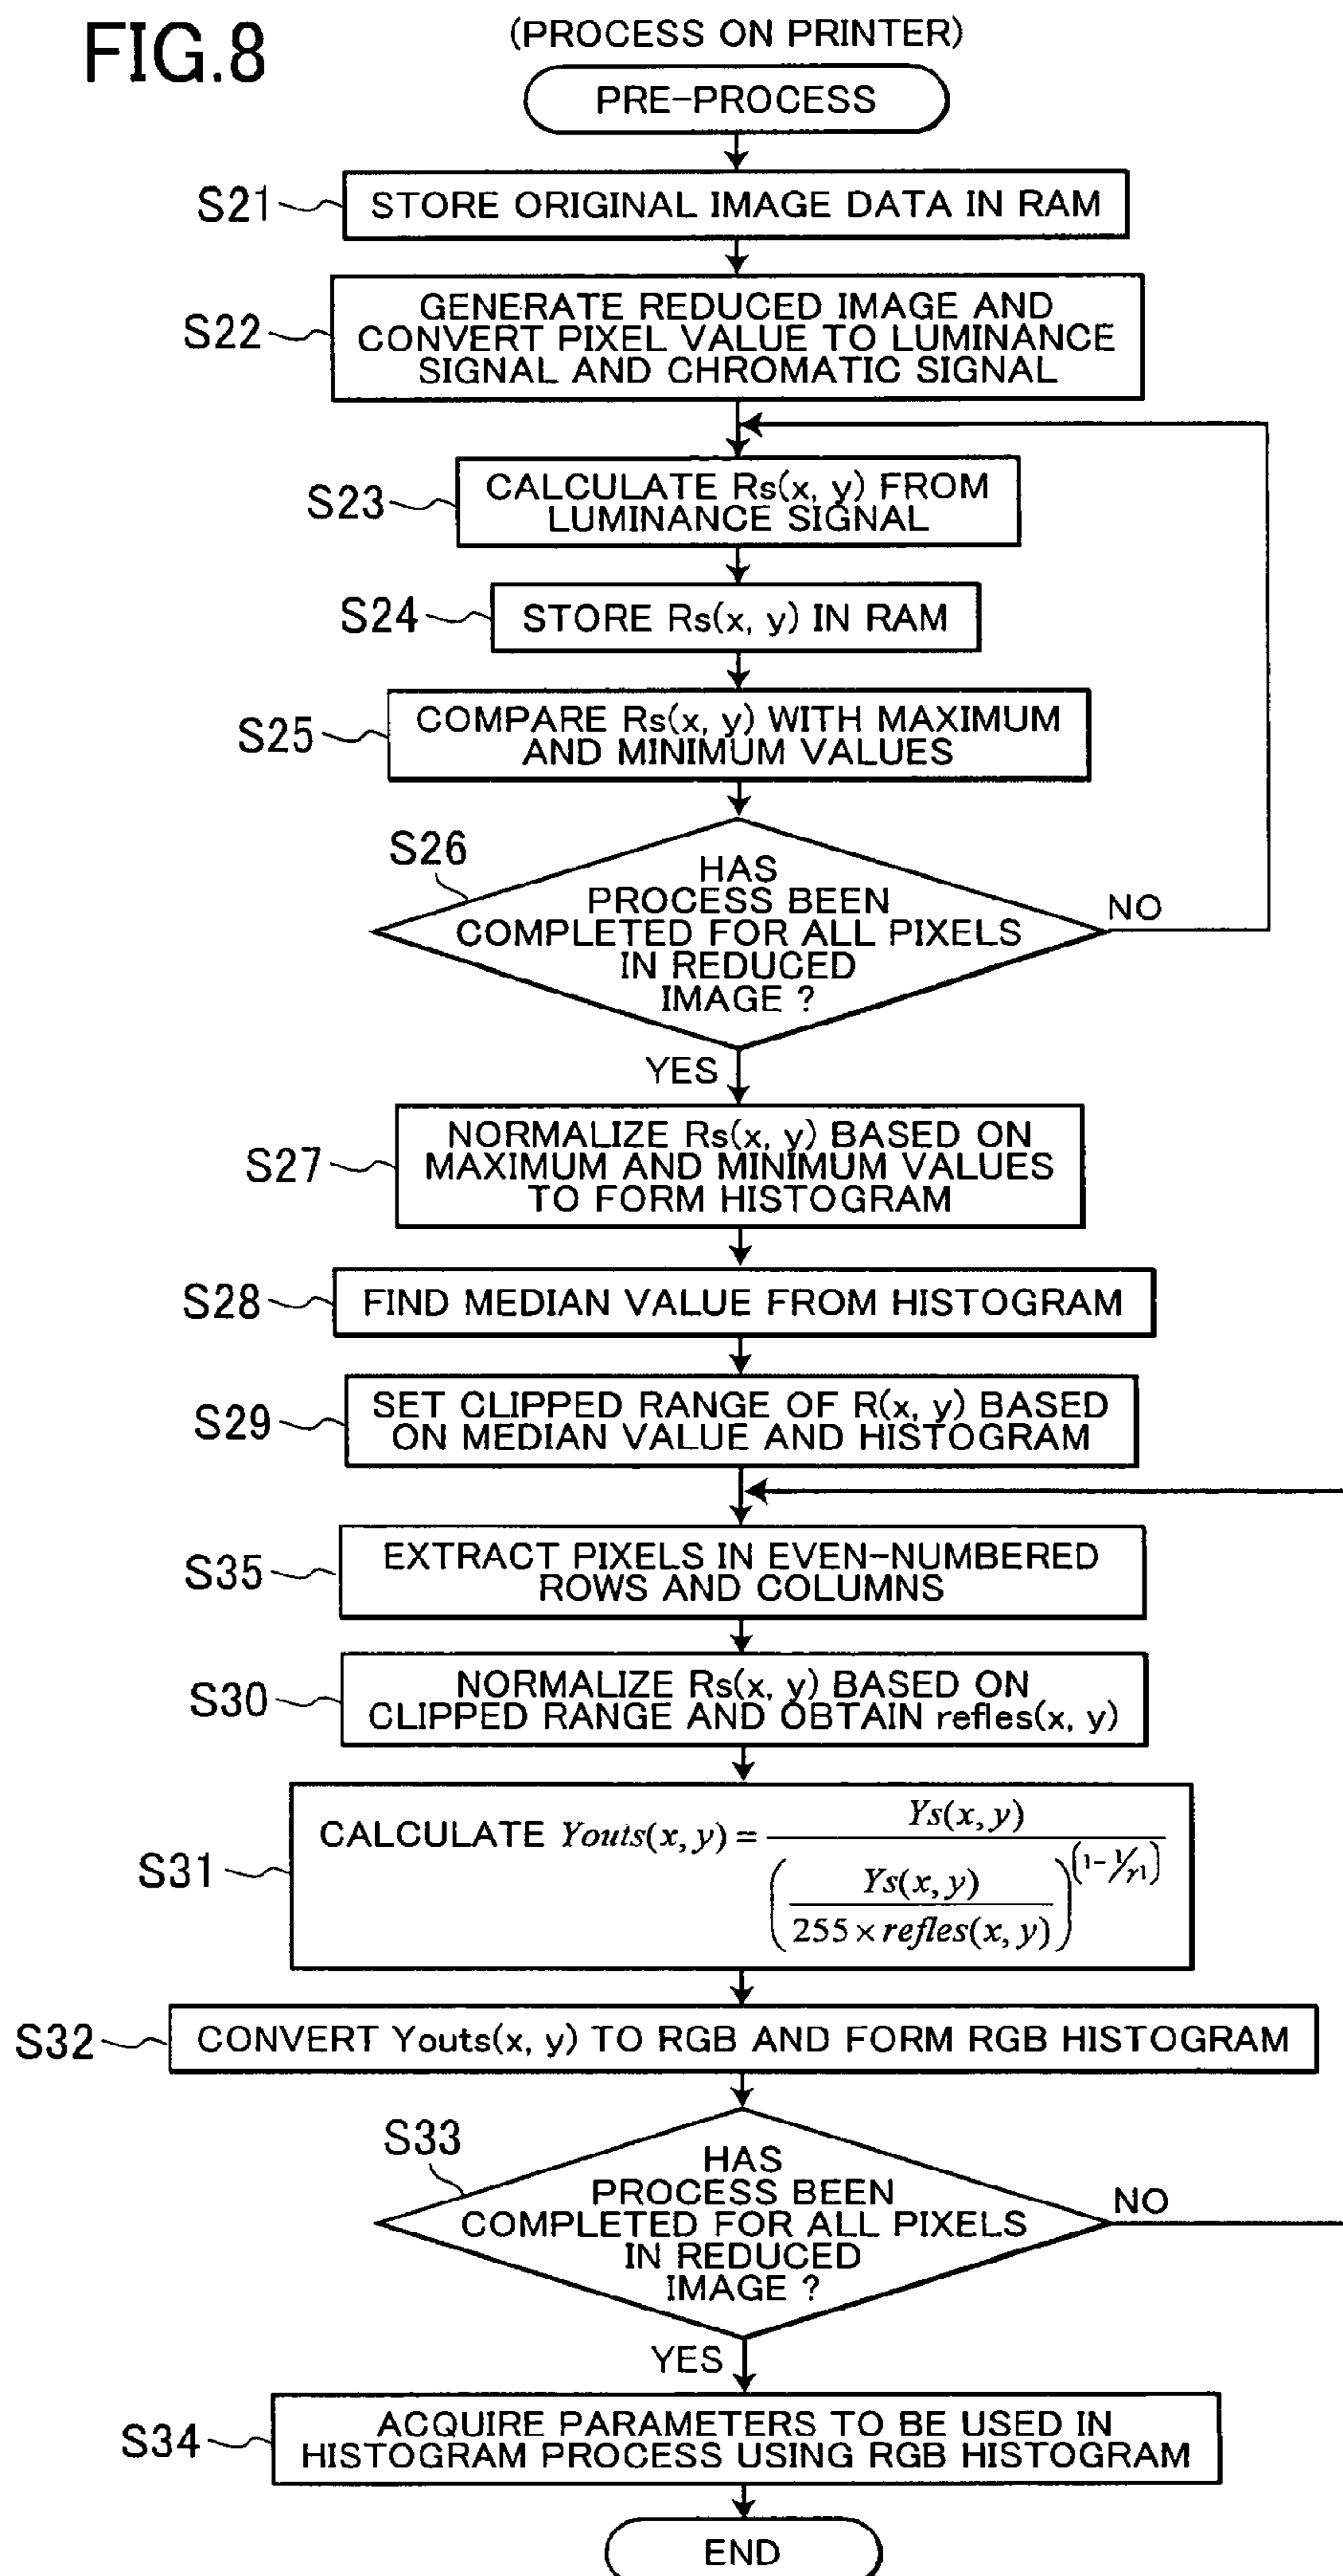 FIG.8
(PROCESS ON PRINTER)
PRE-PROCESS
S21
STORE ORIGINAL IMAGE DATA IN RAM
S22
GENERATE REDUCED IMAGE AND
CONVERT PIXEL VALUE TO LUMINANCE
SIGNAL AND CHROMATIC SIGNAL
S23
CALCULATE Rs(x, y) FROM
LUMINANCE SIGNAL
S24
STORE Rs(x, y) IN RAM
S25
COMPARE Rs(x, y) WITH MAXIMUM
AND MINIMUM VALUES
S26
HAS
PROCESS BEEN
COMPLETED FOR ALL PIXELS
IN REDUCED
IMAGE ?
NO
YES
S27
NORMALIZE Rs(x, y) BASED ON
MAXIMUM AND MINIMUM VALUES
TO FORM HISTOGRAM
S28
FIND MEDIAN VALUE FROM HISTOGRAM
S29
SET CLIPPED RANGE OF R(x, y) BASED
ON MEDIAN VALUE AND HISTOGRAM
S35
EXTRACT PIXELS IN EVEN-NUMBERED
ROWS AND COLUMNS
S30
NORMALIZE Rs(x, y) BASED ON
CLIPPED RANGE AND OBTAIN refles(x, y)
S31
CALCULATE Youts(x, y) = Ys(x, y) / (Ys(x, y) / 255 × refles(x, y))^(1-1/γ1)
S32
CONVERT Youts(x, y) TO RGB AND FORM RGB HISTOGRAM
S33
HAS
PROCESS BEEN
COMPLETED FOR ALL PIXELS
IN REDUCED
IMAGE ?
NO
YES
S34
ACQUIRE PARAMETERS TO BE USED IN
HISTOGRAM PROCESS USING RGB HISTOGRAM
END